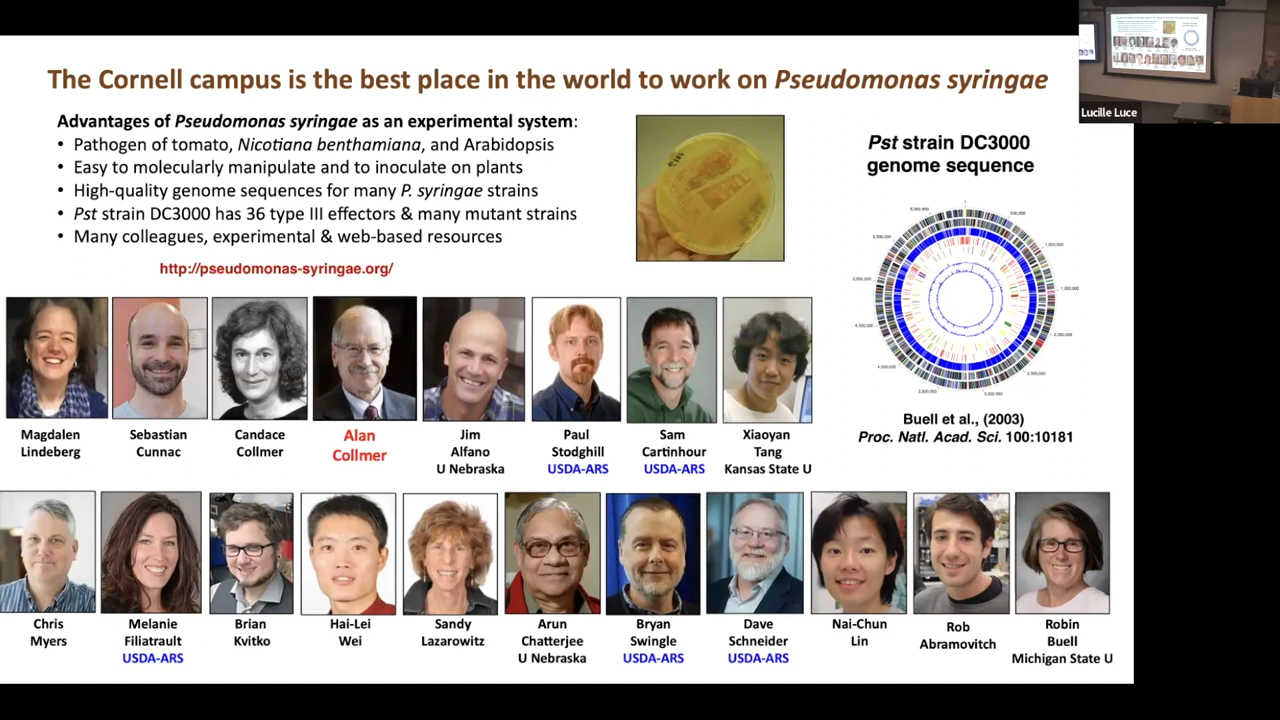 The Cornell campus is the best place in the world to work on Pseudomonas syringae
Advantages of Pseudomonas syringae as an experimental system:
• Pathogen of tomato, Nicotiana benthamiana, and Arabidopsis
• Easy to molecularly manipulate and to inoculate on plants
• High-quality genome sequences for many P. syringae strains
• Pst strain DC3000 has 36 type III effectors & many mutant strains
• Many colleagues, experimental & web-based resources
http://pseudomonas-syringae.org/
Lucille Luce
Pst strain DC3000
genome sequence
Buell et al., (2003)
Proc. Natl. Acad. Sci. 100:10181
Magdalen
Lindeberg
Sebastian
Cunnac
Candace
Collmer
Alan
Collmer
Jim
Alfano
U Nebraska
Paul
Stodghill
USDA-ARS
Sam
Cartinhour
USDA-ARS
Xiaoyan
Tang
Kansas State U
Chris
Myers
Melanie
Filiatrault
USDA-ARS
Brian
Kvitko
Hai-Lei
Wei
Sandy
Lazarowitz
Arun
Chatterjee
U Nebraska
Bryan
Swingle
USDA-ARS
Dave
Schneider
USDA-ARS
Nai-Chun
Lin
Rob
Abramovitch
Robin
Buell
Michigan State U